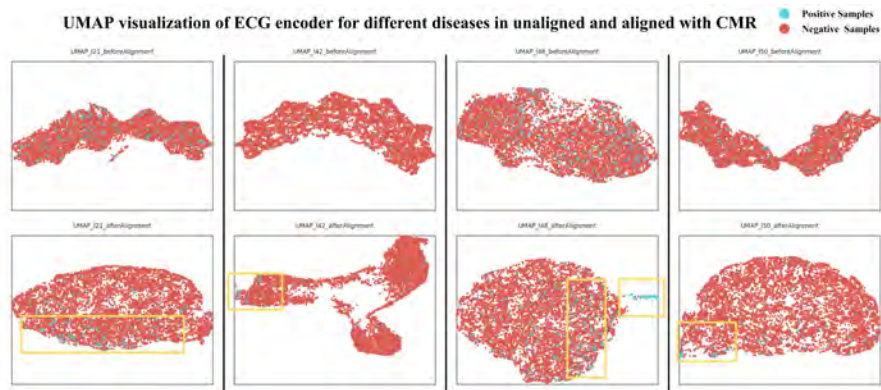 UMAP visualization of ECG encoder for different diseases in unaligned and aligned with CMR
Positive Samples
Negative Samples
UMAP_I21_beforeAlignment
UMAP_I42_beforeAlignment
UMAP_I48_beforeAlignment
UMAP_I50_beforeAlignment
UMAP_I21_afterAlignment
UMAP_I42_afterAlignment
UMAP_I48_afterAlignment
UMAP_I50_afterAlignment